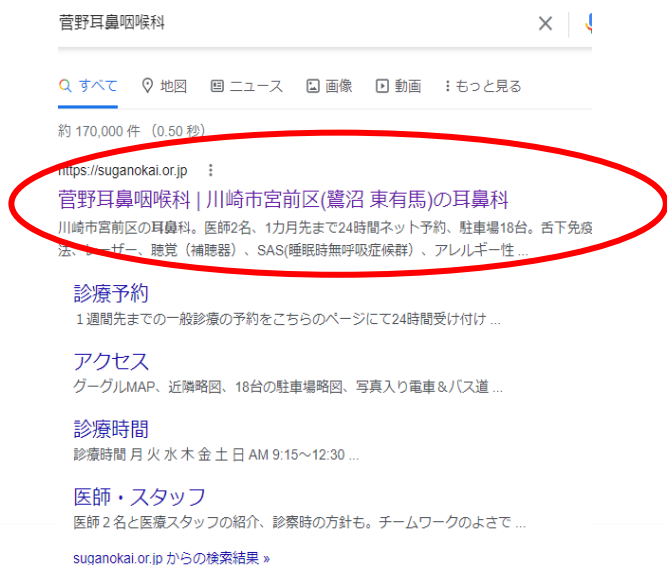 菅野耳鼻咽喉科
すべて 地図 ニュース 画像 動画 もっと見る
約 170,000 件 （0.50 秒）
https://suganokai.or.jp
菅野耳鼻咽喉科 | 川崎市宮前区(鷺沼 東有馬)の耳鼻科
川崎市宮前区の耳鼻科。医師2名、1カ月先まで24時間ネット予約、駐車場18台。舌下免疫
法、レーザー、聴覚（補聴器）、SAS(睡眠時無呼吸症候群）、アレルギー性 ...
診療予約
１週間先までの一般診療の予約をこちらのページにて24時間受け付け ...
アクセス
グーグルMAP、近隣略図、18台の駐車場略図、写真入り電車＆バス道 ...
診療時間
診療時間 月 火 水 木 金 土 日 AM 9:15～12:30 ...
医師・スタッフ
医師２名と医療スタッフの紹介、診察時の方針も。チームワークのよさで ...
suganokai.or.jp からの検索結果 »